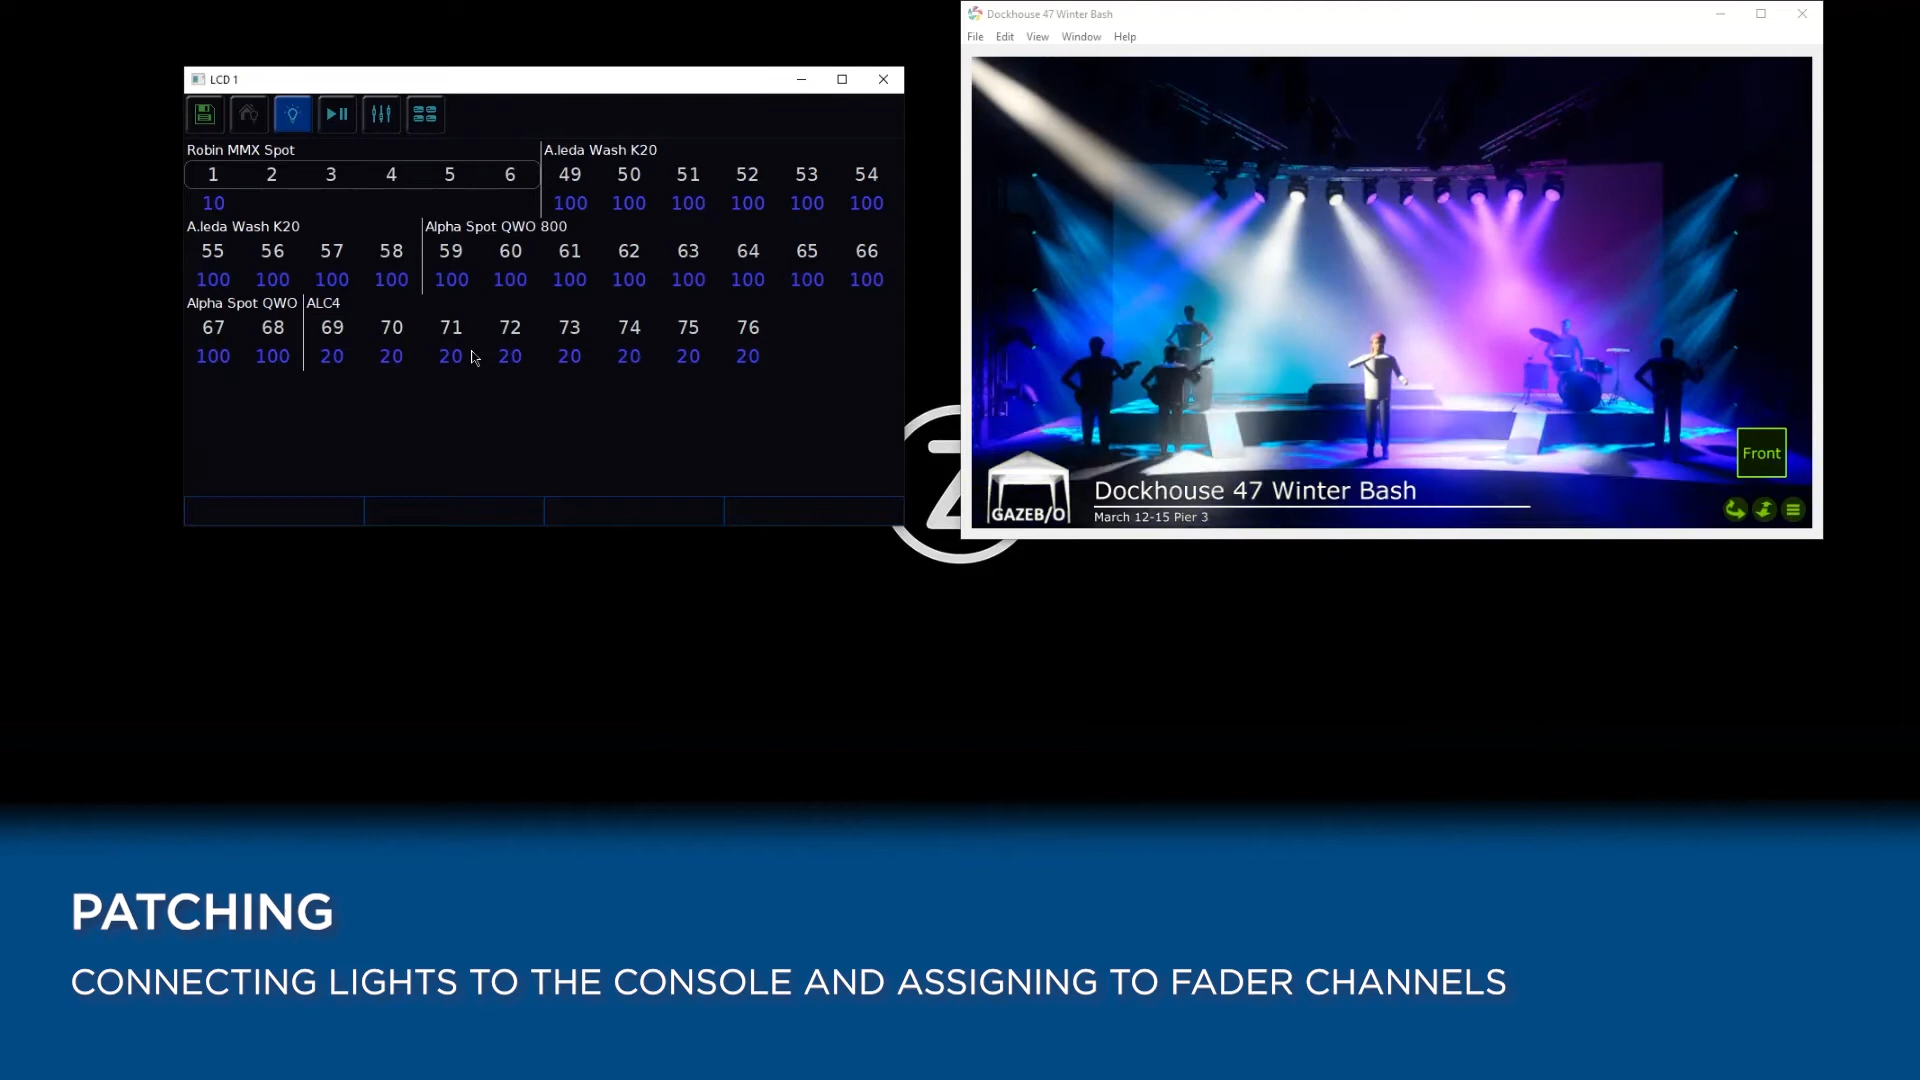 LCD 1
Robin MMX Spot
1 2 3 4 5 6
10
A.leda Wash K20
49 50 51 52 53 54
100 100 100 100 100 100
A.leda Wash K20
55 56 57 58
100 100 100 100
Alpha Spot QWO 800
59 60 61 62 63 64 65 66
100 100 100 100 100 100 100 100
Alpha Spot QWO
67 68
100 100
ALC4
69 70 71 72 73 74 75 76
20 20 20 20 20 20 20 20
Dockhouse 47 Winter Bash
File Edit View Window Help
Front
GAZEB/O
Dockhouse 47 Winter Bash
March 12-15 Pier 3
PATCHING
CONNECTING LIGHTS TO THE CONSOLE AND ASSIGNING TO FADER CHANNELS